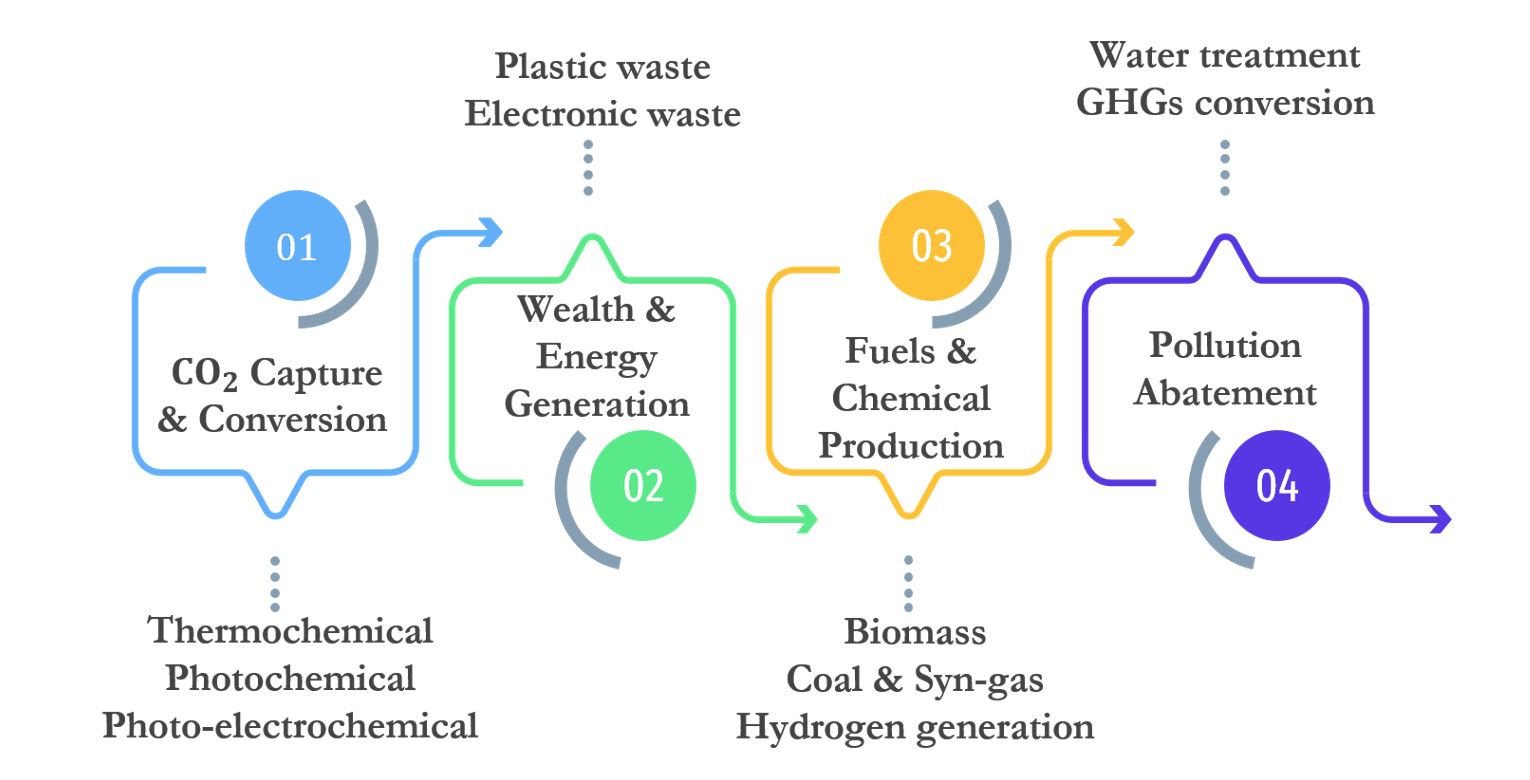 01
CO₂ Capture
& Conversion
Thermochemical
Photochemical
Photo-electrochemical
Plastic waste
Electronic waste
Wealth &
Energy
Generation
02
03
Fuels &
Chemical
Production
Biomass
Coal & Syn-gas
Hydrogen generation
Water treatment
GHGs conversion
Pollution
Abatement
04